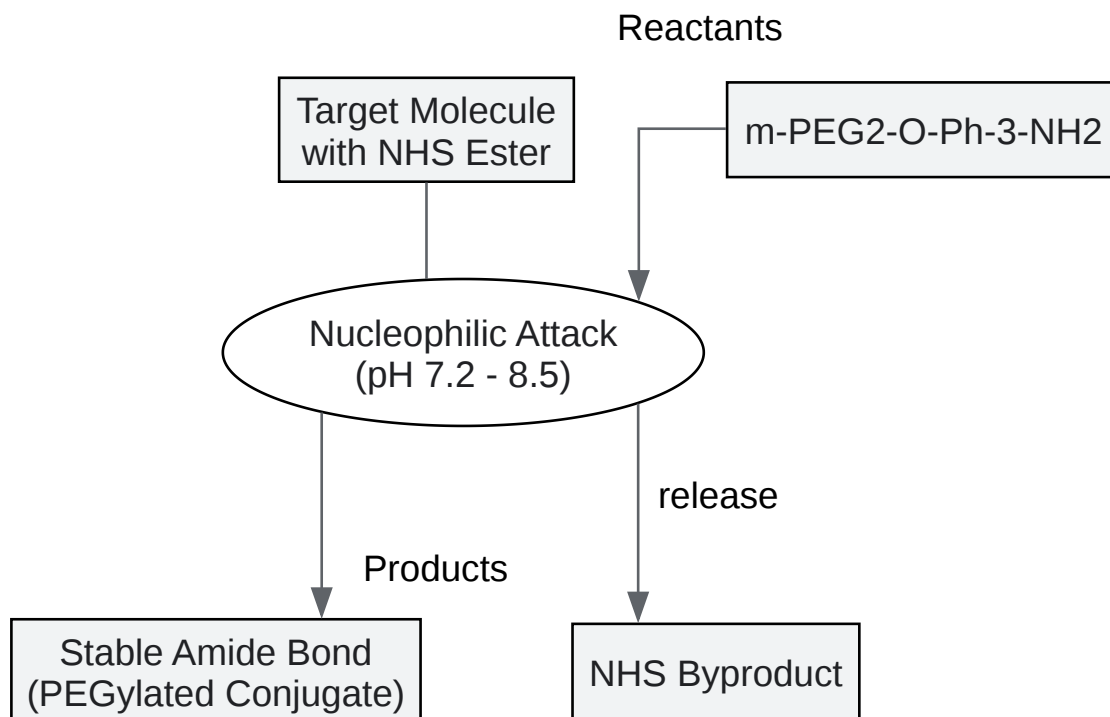 Reactants
Target Molecule
with NHS Ester
m-PEG2-O-Ph-3-NH2
Nucleophilic Attack
(pH 7.2 - 8.5)
release
Products
Stable Amide Bond
(PEGylated Conjugate)
NHS Byproduct